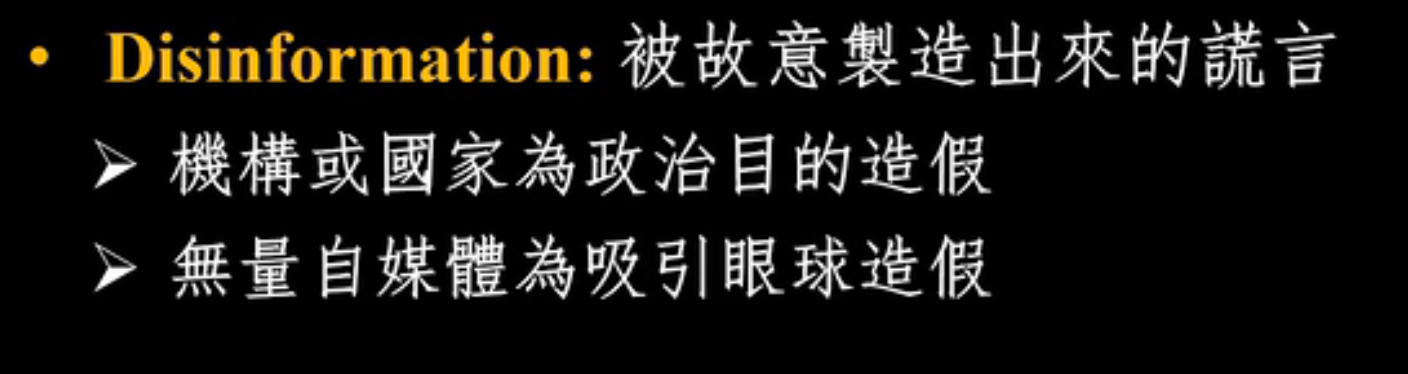 • Disinformation: 被故意製造出來的謊言
➢ 機構或國家為政治目的造假
➢ 無量自媒體為吸引眼球造假